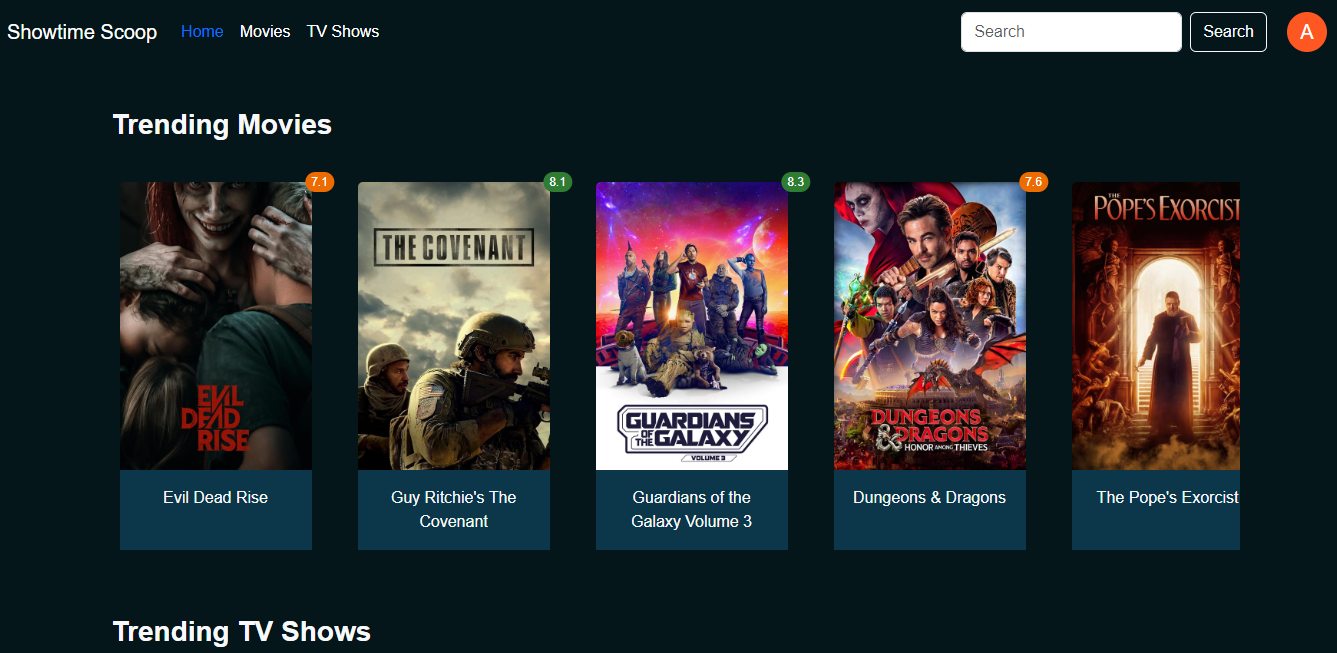 Showtime Scoop Home Movies TV Shows Search Search A
Trending Movies
7.1 8.1 8.3 7.6
EVIL
DEAD
RISE
THE COVENANT
GUARDIANS
OF THE
GALAXY
VOLUME 3
DUNGEONS
& DRAGONS
HONOR AMONG THIEVES
THE
POPE'S EXORCIST
Evil Dead Rise
Guy Ritchie's The
Covenant
Guardians of the
Galaxy Volume 3
Dungeons & Dragons
The Pope's Exorcist
Trending TV Shows